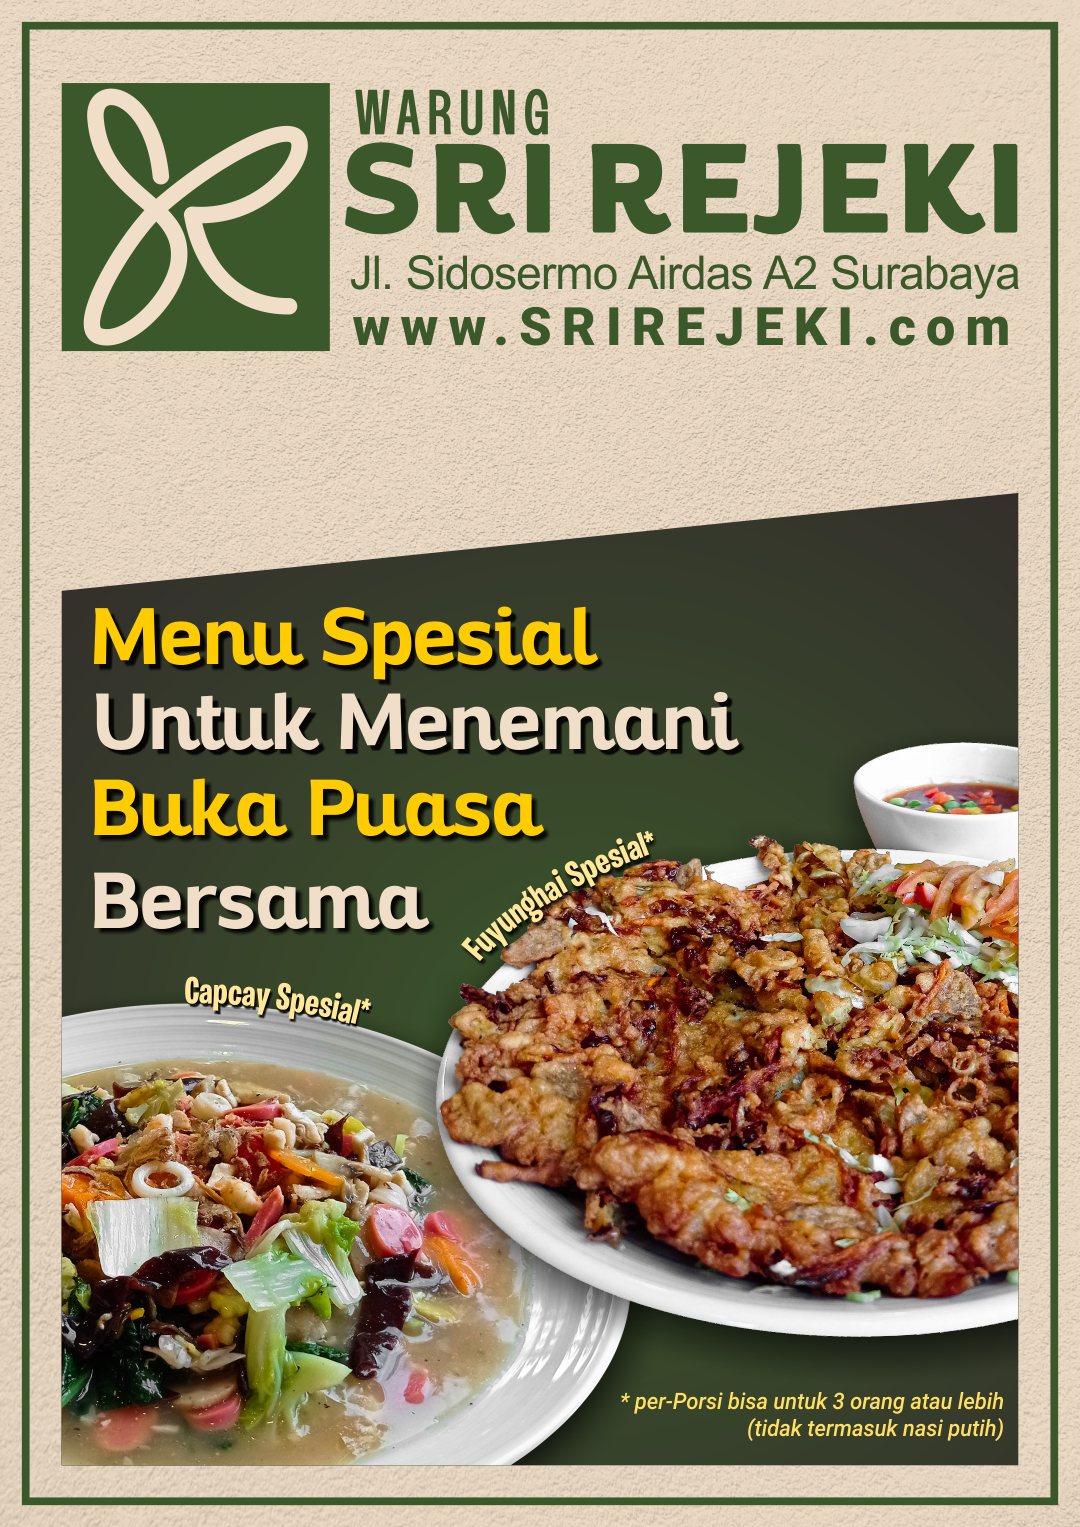 WARUNG
SRI REJEKI
Jl. Sidosermo Airdas A2 Surabaya
www.SRIREJEKI.com
Menu Spesial
Untuk Menemani
Buka Puasa
Bersama
Fuyunghai Spesial*
Capcay Spesial*
* per-Porsi bisa untuk 3 orang atau lebih
(tidak termasuk nasi putih)